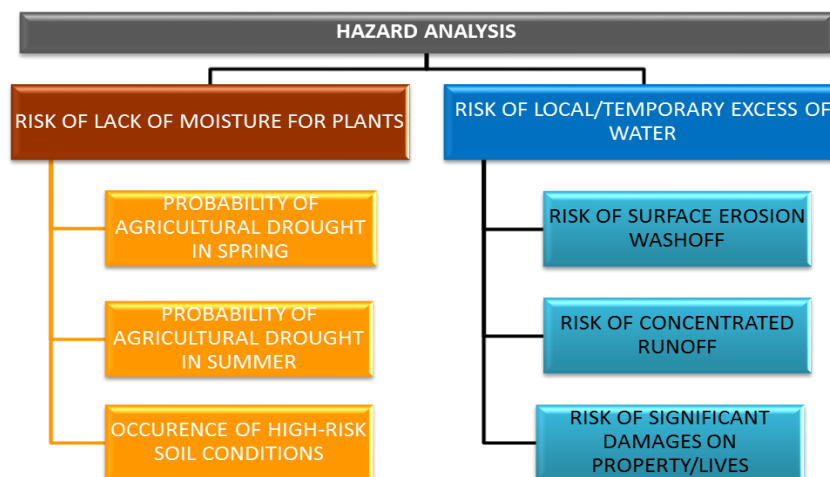 HAZARD ANALYSIS
RISK OF LACK OF MOISTURE FOR PLANTS
PROBABILITY OF
AGRICULTURAL DROUGHT
IN SPRING
PROBABILITY OF
AGRICULTURAL DROUGHT
IN SUMMER
OCCURENCE OF HIGH-RISK
SOIL CONDITIONS
RISK OF LOCAL/TEMPORARY EXCESS OF
WATER
RISK OF SURFACE EROSION
WASHOFF
RISK OF CONCENTRATED
RUNOFF
RISK OF SIGNIFICANT
DAMAGES ON
PROPERTY/LIVES